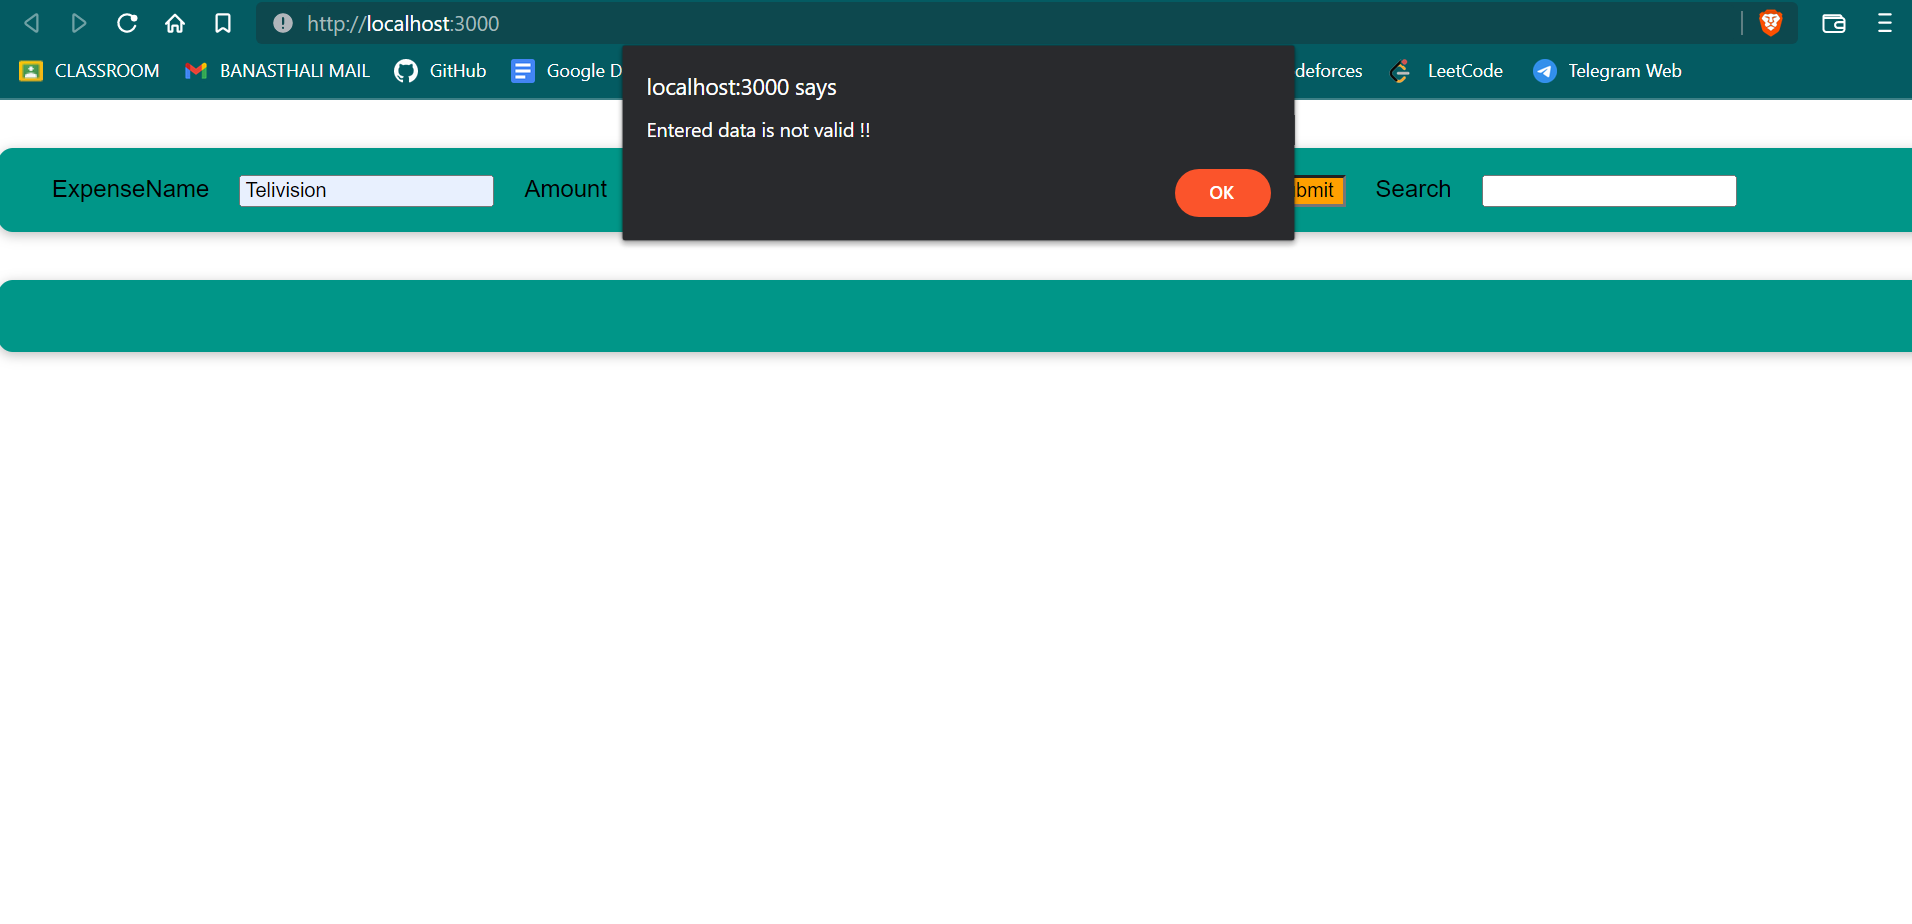 http://localhost:3000
CLASSROOM BANASTHALI MAIL GitHub Google D deforces LeetCode Telegram Web
localhost:3000 says
Entered data is not valid !!
OK
ExpenseName Telivision Amount bmit Search